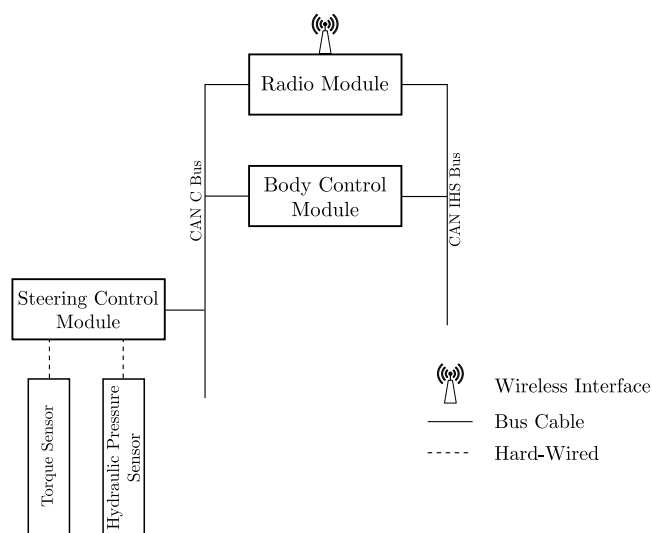 Radio Module
CAN C Bus
CAN IHS Bus
Body Control
Module
Steering Control
Module
Torque Sensor
Hydraulic Pressure
Sensor
Wireless Interface
Bus Cable
Hard-Wired